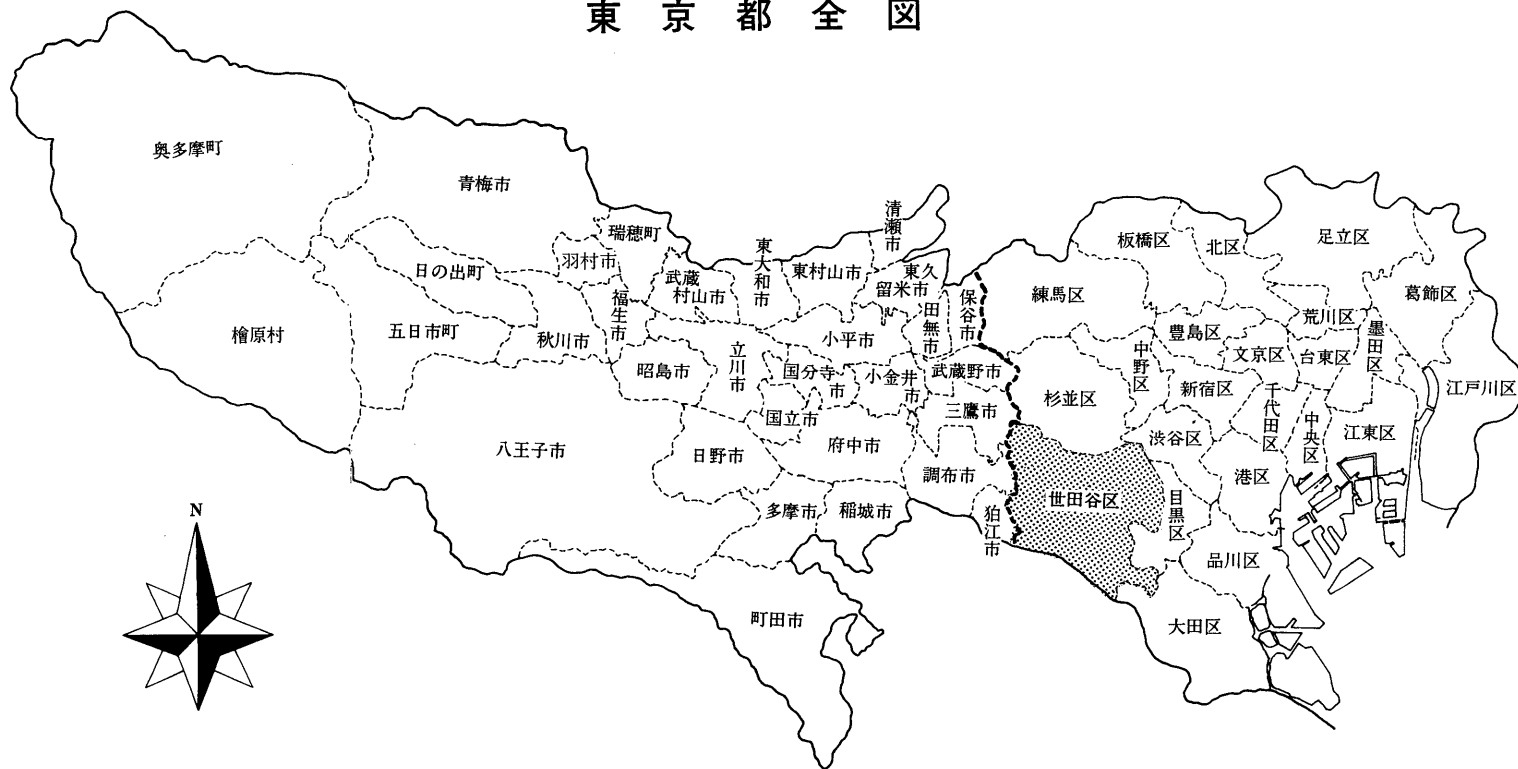 東京都全図
奥多摩町
青梅市
瑞穂町
羽村市
日の出町
檜原村
五日市町
秋川市
福生市
武蔵
村山市
東大和市
東村山市
清瀬市
東久
留米市
田無市
保谷市
昭島市
立川市
小平市
国分寺
市
小金井
市
武蔵野市
三鷹市
国立市
府中市
調布市
狛江市
八王子市
日野市
多摩市
稲城市
町田市
板橋区
北区
足立区
葛飾区
練馬区
豊島区
荒川区
墨田区
文京区
台東区
江戸川区
中野区
杉並区
新宿区
千代田区
中央区
江東区
渋谷区
港区
世田谷区
目黒区
品川区
大田区
N